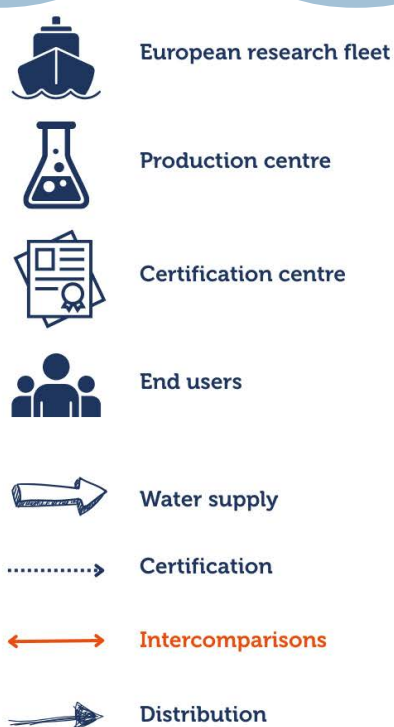 European research fleet
Production centre
Certification centre
End users
Water supply
Certification
Intercomparisons
Distribution